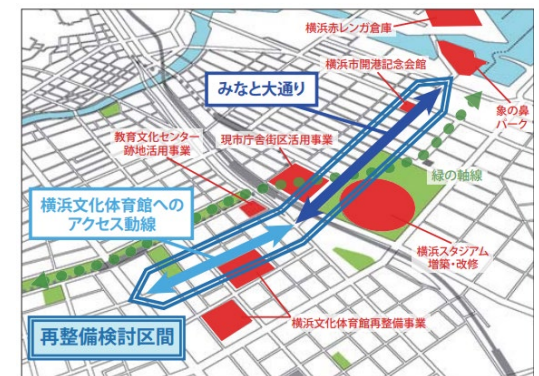 横浜赤レンガ倉庫
横浜市開港記念会館
みなと大通り
象の鼻
パーク
教育文化センター
跡地活用事業
現市庁舎街区活用事業
緑の軸線
横浜文化体育館への
アクセス動線
横浜スタジアム
増築・改修
横浜文化体育館再整備事業
再整備検討区間